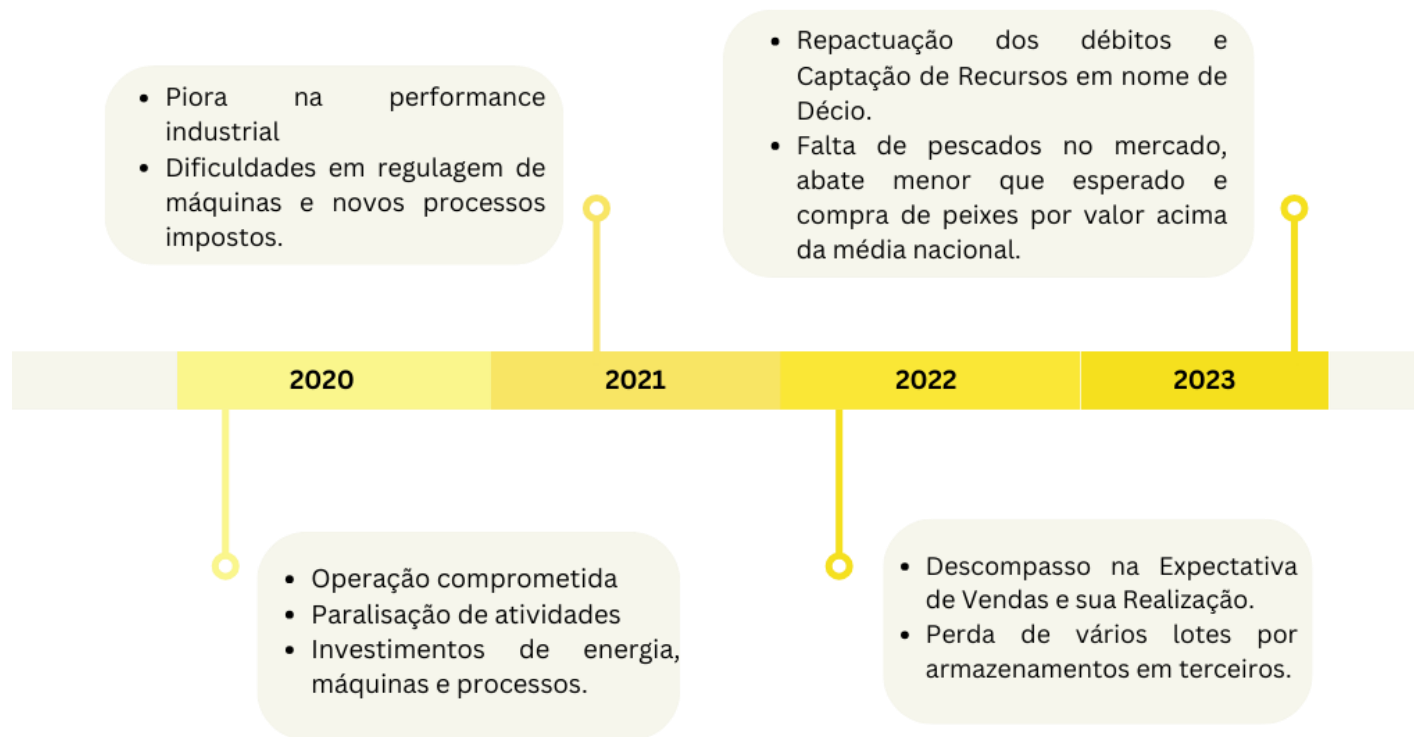 • Repactuação dos débitos e
Captação de Recursos em nome de
Décio.
• Falta de pescados no mercado,
abate menor que esperado e
compra de peixes por valor acima
da média nacional.
• Piora na performance
industrial
• Dificuldades em regulagem de
máquinas e novos processos
impostos.
2020
2021
2022
2023
• Operação comprometida
• Paralisação de atividades
• Investimentos de energia,
máquinas e processos.
• Descompasso na Expectativa
de Vendas e sua Realização.
• Perda de vários lotes por
armazenamentos em terceiros.